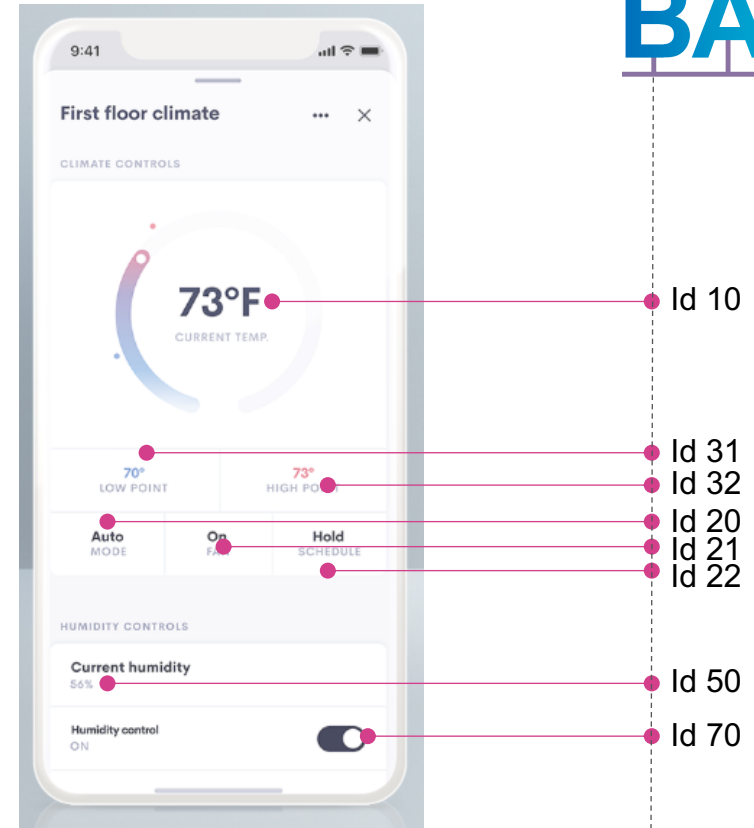 BA
9:41
First floor climate
CLIMATE CONTROLS
73°F
CURRENT TEMP.
Id 10
70°
LOW POINT
73°
HIGH POINT
Id 31
Id 32
Auto
MODE
On
FAN
Hold
SCHEDULE
Id 20
Id 21
Id 22
HUMIDITY CONTROLS
Current humidity
56%
Id 50
Humidity control
ON
Id 70